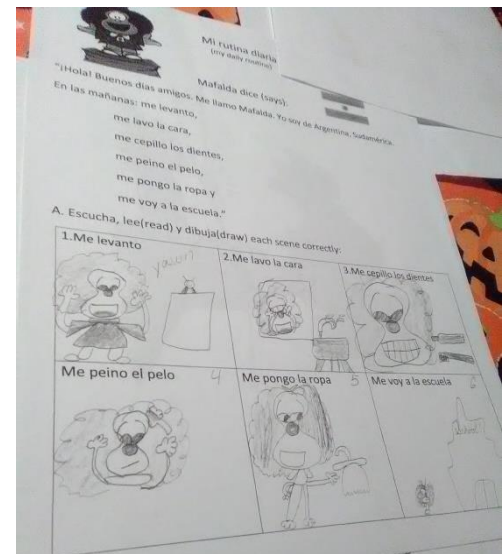 Mi rutina diaria
(my daily routine)
Mafalda dice (says):
"¡Hola! Buenos días amigos. Me llamo Mafalda. Yo soy de Argentina, Sudamérica.
En las mañanas: me levanto,
me lavo la cara,
me cepillo los dientes,
me peino el pelo,
me pongo la ropa y
me voy a la escuela."
A. Escucha, lee(read) y dibuja(draw) each scene correctly:
1.Me levanto
yawn
2.Me lavo la cara
3.Me cepillo los dientes
Me peino el pelo 4
Me pongo la ropa 5
Me voy a la escuela 6
School